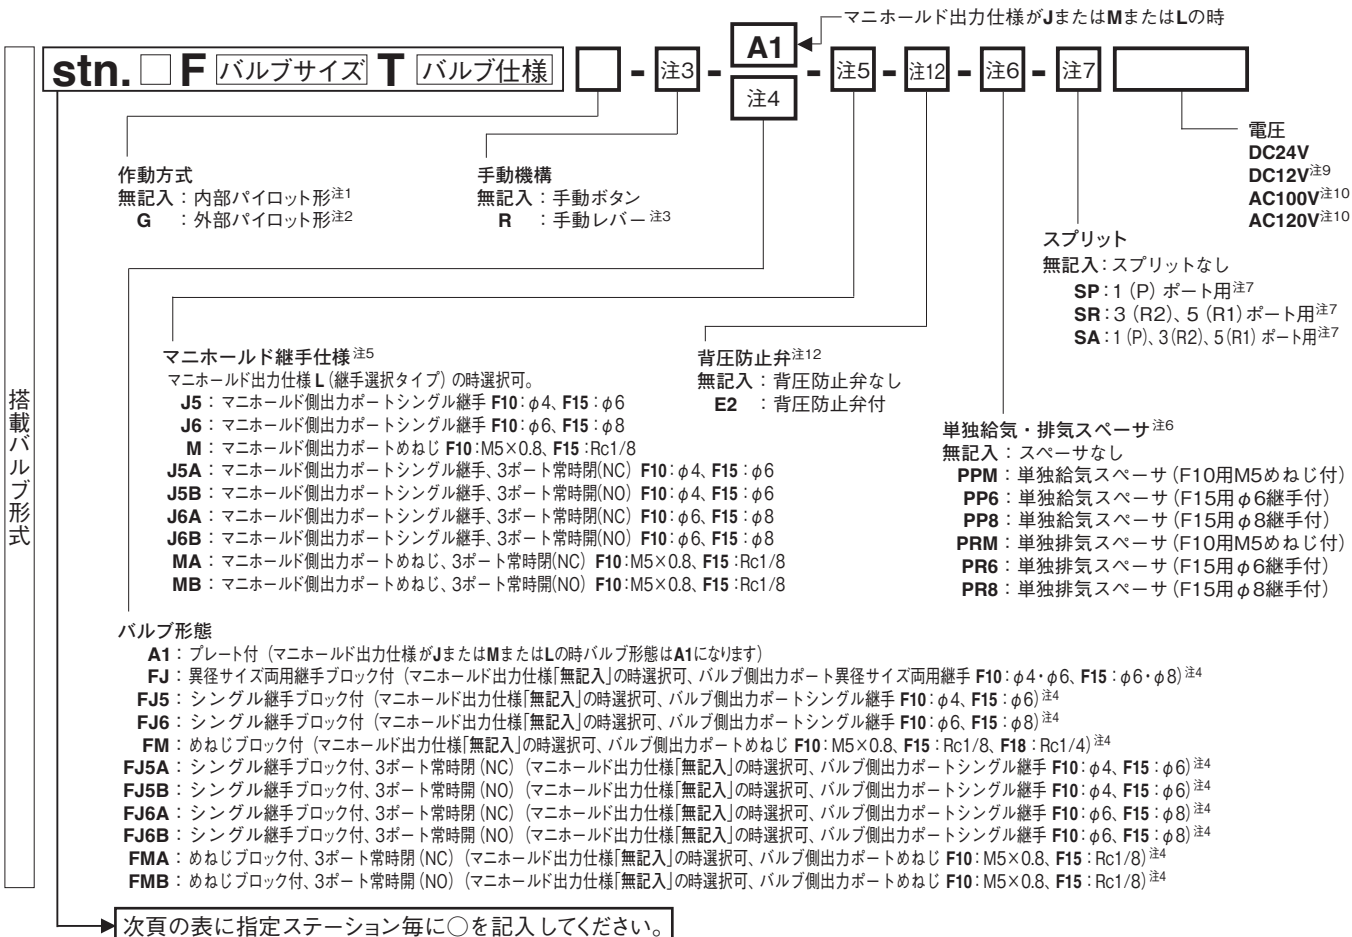 マニホールド出力仕様がJまたはMまたはLの時
搭載バルブ形式
stn. □ F バルブサイズ T バルブ仕様 □ - 注3 - A1 注4 - 注5 - 注12 - 注6 - 注7
作動方式
無記入：内部パイロット形注1
G ：外部パイロット形注2
手動機構
無記入：手動ボタン
R ：手動レバー注3
電圧
DC24V
DC12V注9
AC100V注10
AC120V注10
スプリット
無記入：スプリットなし
SP：1（P）ポート用注7
SR：3（R2）、5（R1）ポート用注7
SA：1（P）、3（R2）、5（R1）ポート用注7
マニホールド継手仕様注5
マニホールド出力仕様 L（継手選択タイプ）の時選択可。
J5：マニホールド側出力ポートシングル継手 F10：φ4、F15：φ6
J6：マニホールド側出力ポートシングル継手 F10：φ6、F15：φ8
M：マニホールド側出力ポートめねじ F10：M5×0.8、F15：Rc1/8
J5A：マニホールド側出力ポートシングル継手、3ポート常時閉(NC) F10：φ4、F15：φ6
J5B：マニホールド側出力ポートシングル継手、3ポート常時開(NO) F10：φ4、F15：φ6
J6A：マニホールド側出力ポートシングル継手、3ポート常時閉(NC) F10：φ6、F15：φ8
J6B：マニホールド側出力ポートシングル継手、3ポート常時開(NO) F10：φ6、F15：φ8
MA：マニホールド側出力ポートめねじ、3ポート常時閉(NC) F10：M5×0.8、F15：Rc1/8
MB：マニホールド側出力ポートめねじ、3ポート常時開(NO) F10：M5×0.8、F15：Rc1/8
背圧防止弁注12
無記入：背圧防止弁なし
E2 ：背圧防止弁付
単独給気・排気スペーサ注6
無記入：スペーサなし
PPM：単独給気スペーサ（F10用M5めねじ付）
PP6：単独給気スペーサ（F15用φ6継手付）
PP8：単独給気スペーサ（F15用φ8継手付）
PRM：単独排気スペーサ（F10用M5めねじ付）
PR6：単独排気スペーサ（F15用φ6継手付）
PR8：単独排気スペーサ（F15用φ8継手付）
バルブ形態
A1：プレート付（マニホールド出力仕様がJまたはMまたはLの時バルブ形態はA1になります）
FJ：異径サイズ両用継手ブロック付（マニホールド出力仕様「無記入」の時選択可、バルブ側出力ポート異径サイズ両用継手 F10：φ4・φ6、F15：φ6・φ8）注4
FJ5：シングル継手ブロック付（マニホールド出力仕様「無記入」の時選択可、バルブ側出力ポートシングル継手 F10：φ4、F15：φ6）注4
FJ6：シングル継手ブロック付（マニホールド出力仕様「無記入」の時選択可、バルブ側出力ポートシングル継手 F10：φ6、F15：φ8）注4
FM：めねじブロック付（マニホールド出力仕様「無記入」の時選択可、バルブ側出力ポートめねじ F10：M5×0.8、F15：Rc1/8、F18：Rc1/4）注4
FJ5A：シングル継手ブロック付、3ポート常時閉（NC）（マニホールド出力仕様「無記入」の時選択可、バルブ側出力ポートシングル継手 F10：φ4、F15：φ6）注4
FJ5B：シングル継手ブロック付、3ポート常時開（NO）（マニホールド出力仕様「無記入」の時選択可、バルブ側出力ポートシングル継手 F10：φ4、F15：φ6）注4
FJ6A：シングル継手ブロック付、3ポート常時閉（NC）（マニホールド出力仕様「無記入」の時選択可、バルブ側出力ポートシングル継手 F10：φ6、F15：φ8）注4
FJ6B：シングル継手ブロック付、3ポート常時開（NO）（マニホールド出力仕様「無記入」の時選択可、バルブ側出力ポートシングル継手 F10：φ6、F15：φ8）注4
FMA：めねじブロック付、3ポート常時閉（NC）（マニホールド出力仕様「無記入」の時選択可、バルブ側出力ポートめねじ F10：M5×0.8、F15：Rc1/8）注4
FMB：めねじブロック付、3ポート常時開（NO）（マニホールド出力仕様「無記入」の時選択可、バルブ側出力ポートめねじ F10：M5×0.8、F15：Rc1/8）注4
次頁の表に指定ステーション毎に○を記入してください。